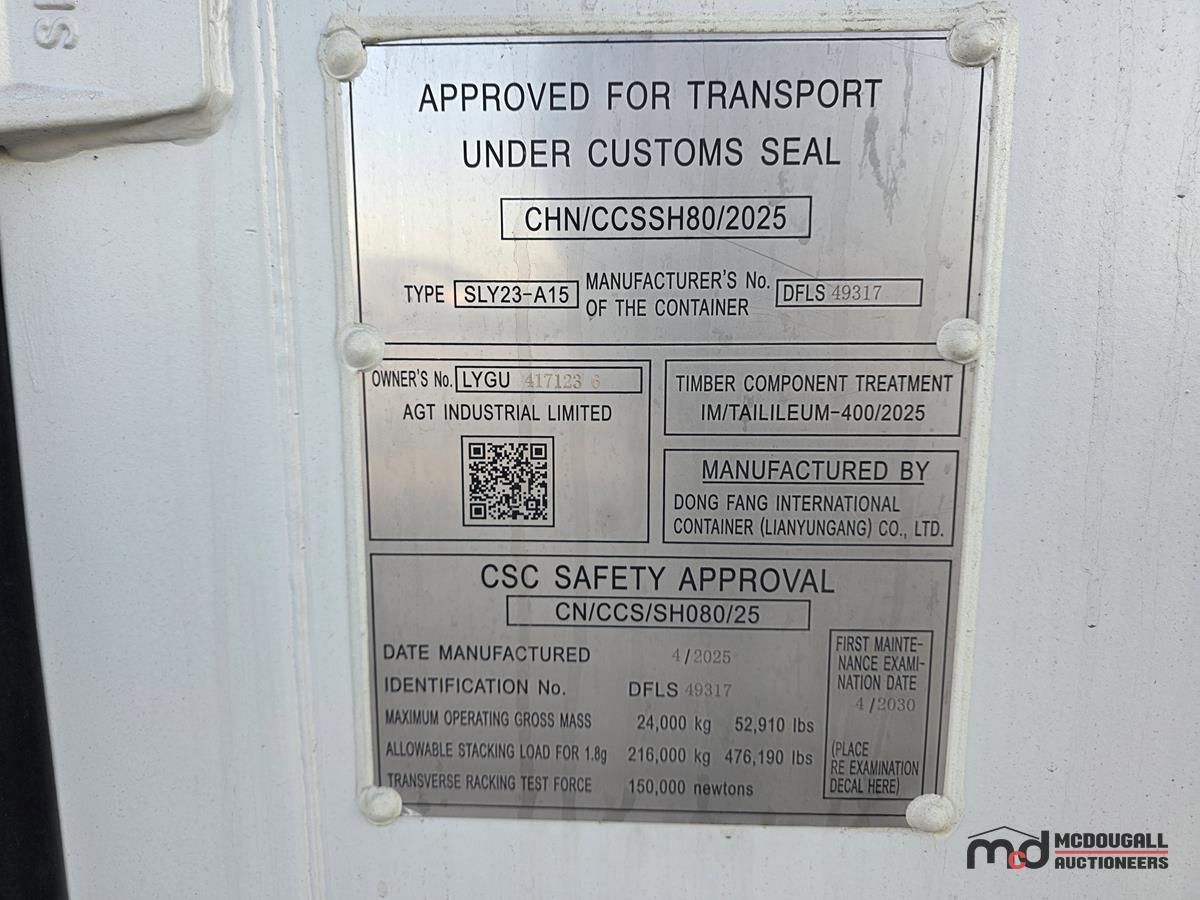 APPROVED FOR TRANSPORT
UNDER CUSTOMS SEAL
CHN/CCSSH80/2025
TYPE SLY23-A15 MANUFACTURER'S No. OF THE CONTAINER DFLS 49317
OWNER'S No. LYGU 417123 6
AGT INDUSTRIAL LIMITED
TIMBER COMPONENT TREATMENT
IM/TAILILEUM-400/2025
MANUFACTURED BY
DONG FANG INTERNATIONAL
CONTAINER (LIANYUNGANG) CO., LTD.
CSC SAFETY APPROVAL
CN/CCS/SH080/25
DATE MANUFACTURED 4/2025
IDENTIFICATION No. DFLS 49317
MAXIMUM OPERATING GROSS MASS 24,000 kg 52,910 lbs
ALLOWABLE STACKING LOAD FOR 1.8g 216,000 kg 476,190 lbs
TRANSVERSE RACKING TEST FORCE 150,000 newtons
FIRST MAINTE-
NANCE EXAMI-
NATION DATE
4/2030
(PLACE
RE EXAMINATION
DECAL HERE)
mcd MCDOUGALL
AUCTIONEERS